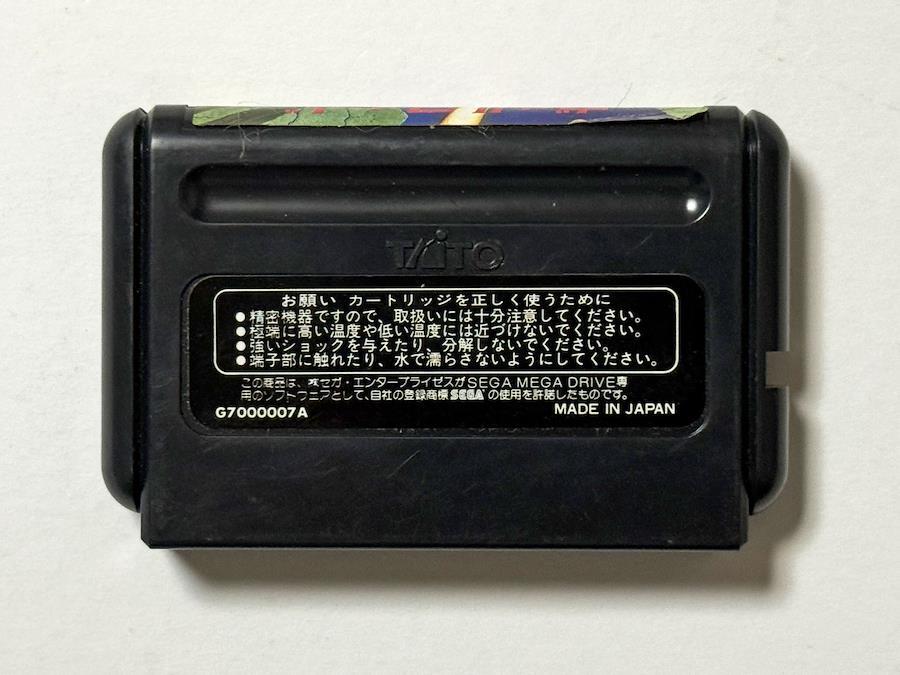 TAITO
お願い カートリッジを正しく使うために
●精密機器ですので、取扱いには十分注意してください。
●極端に高い温度や低い温度には近づけないでください。
●強いショックを与えたり、分解しないでください。
●端子部に触れたり、水で濡らさないようにしてください。
この商品は、㈱セガ・エンタープライゼスがSEGA MEGA DRIVE専
用のソフトウェアとして、自社の登録商標SEGA®の使用を許諾したものです。
G7000007A
MADE IN JAPAN